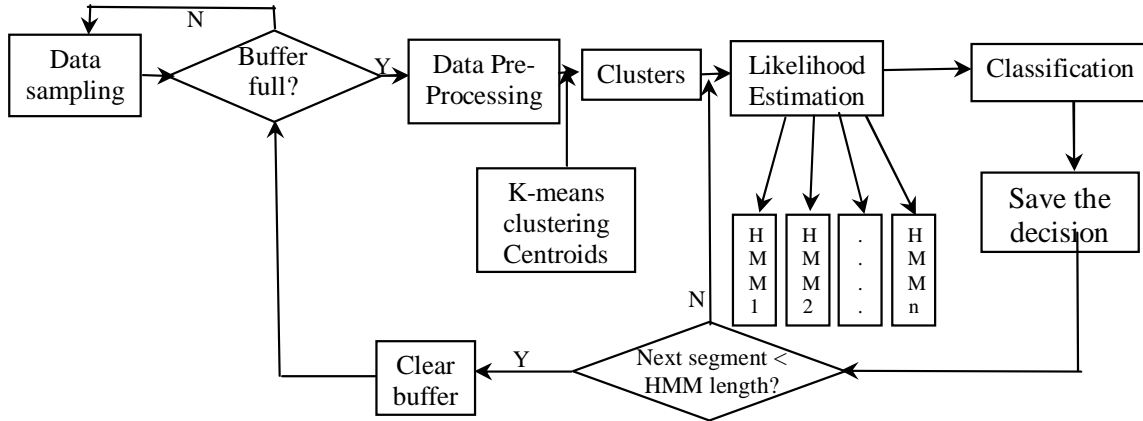 N
Data
sampling
Buffer
full?
Y
Data Pre-
Processing
Clusters
Likelihood
Estimation
Classification
K-means
clustering
Centroids
H
M
M
1
H
M
M
2
.
.
.
H
M
M
n
Save the
decision
N
Next segment <
HMM length?
Y
Clear
buffer